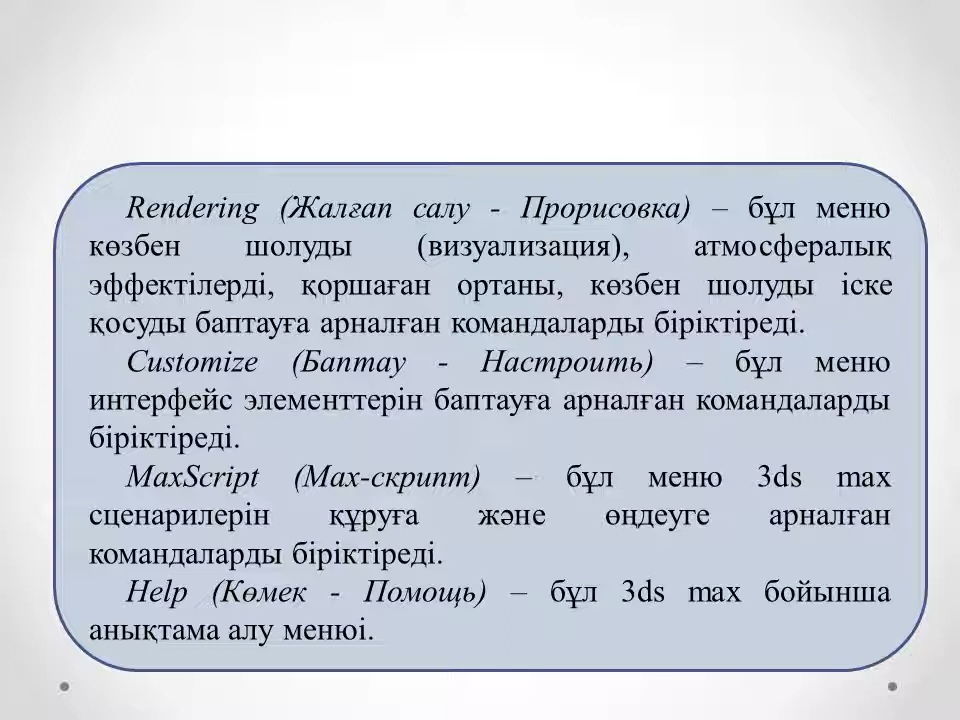 Rendering (Жалғап салу - Прорисовка) – бұл меню
көзбен шолуды (визуализация), атмосфералық
эффектілерді, қоршаған ортаны, көзбен шолуды іске
қосуды баптауға арналған командаларды біріктіреді.
Customize (Баптау - Настроить) – бұл меню
интерфейс элементтерін баптауға арналған командаларды
біріктіреді.
MaxScript (Мах-скрипт) – бұл меню 3ds max
сценарилерін құруға және өңдеуге арналған
командаларды біріктіреді.
Help (Көмек - Помощь) – бұл 3ds max бойынша
анықтама алу менюі.